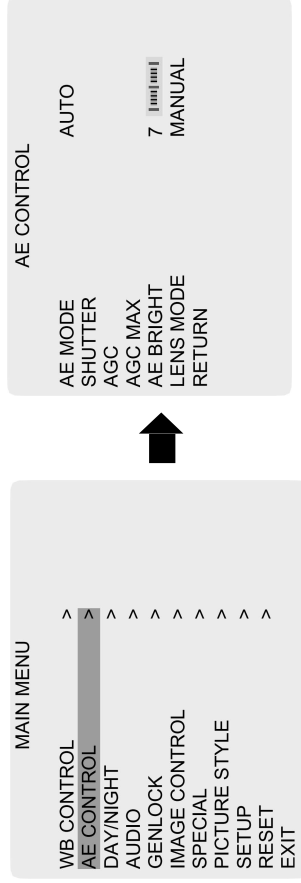 MAIN MENU
WB CONTROL >
AE CONTROL >
DAY/NIGHT >
AUDIO >
GENLOCK >
IMAGE CONTROL >
SPECIAL >
PICTURE STYLE >
SETUP >
RESET >
EXIT
AE CONTROL
AE MODE AUTO
SHUTTER
AGC
AGC MAX
AE BRIGHT 7
LENS MODE MANUAL
RETURN